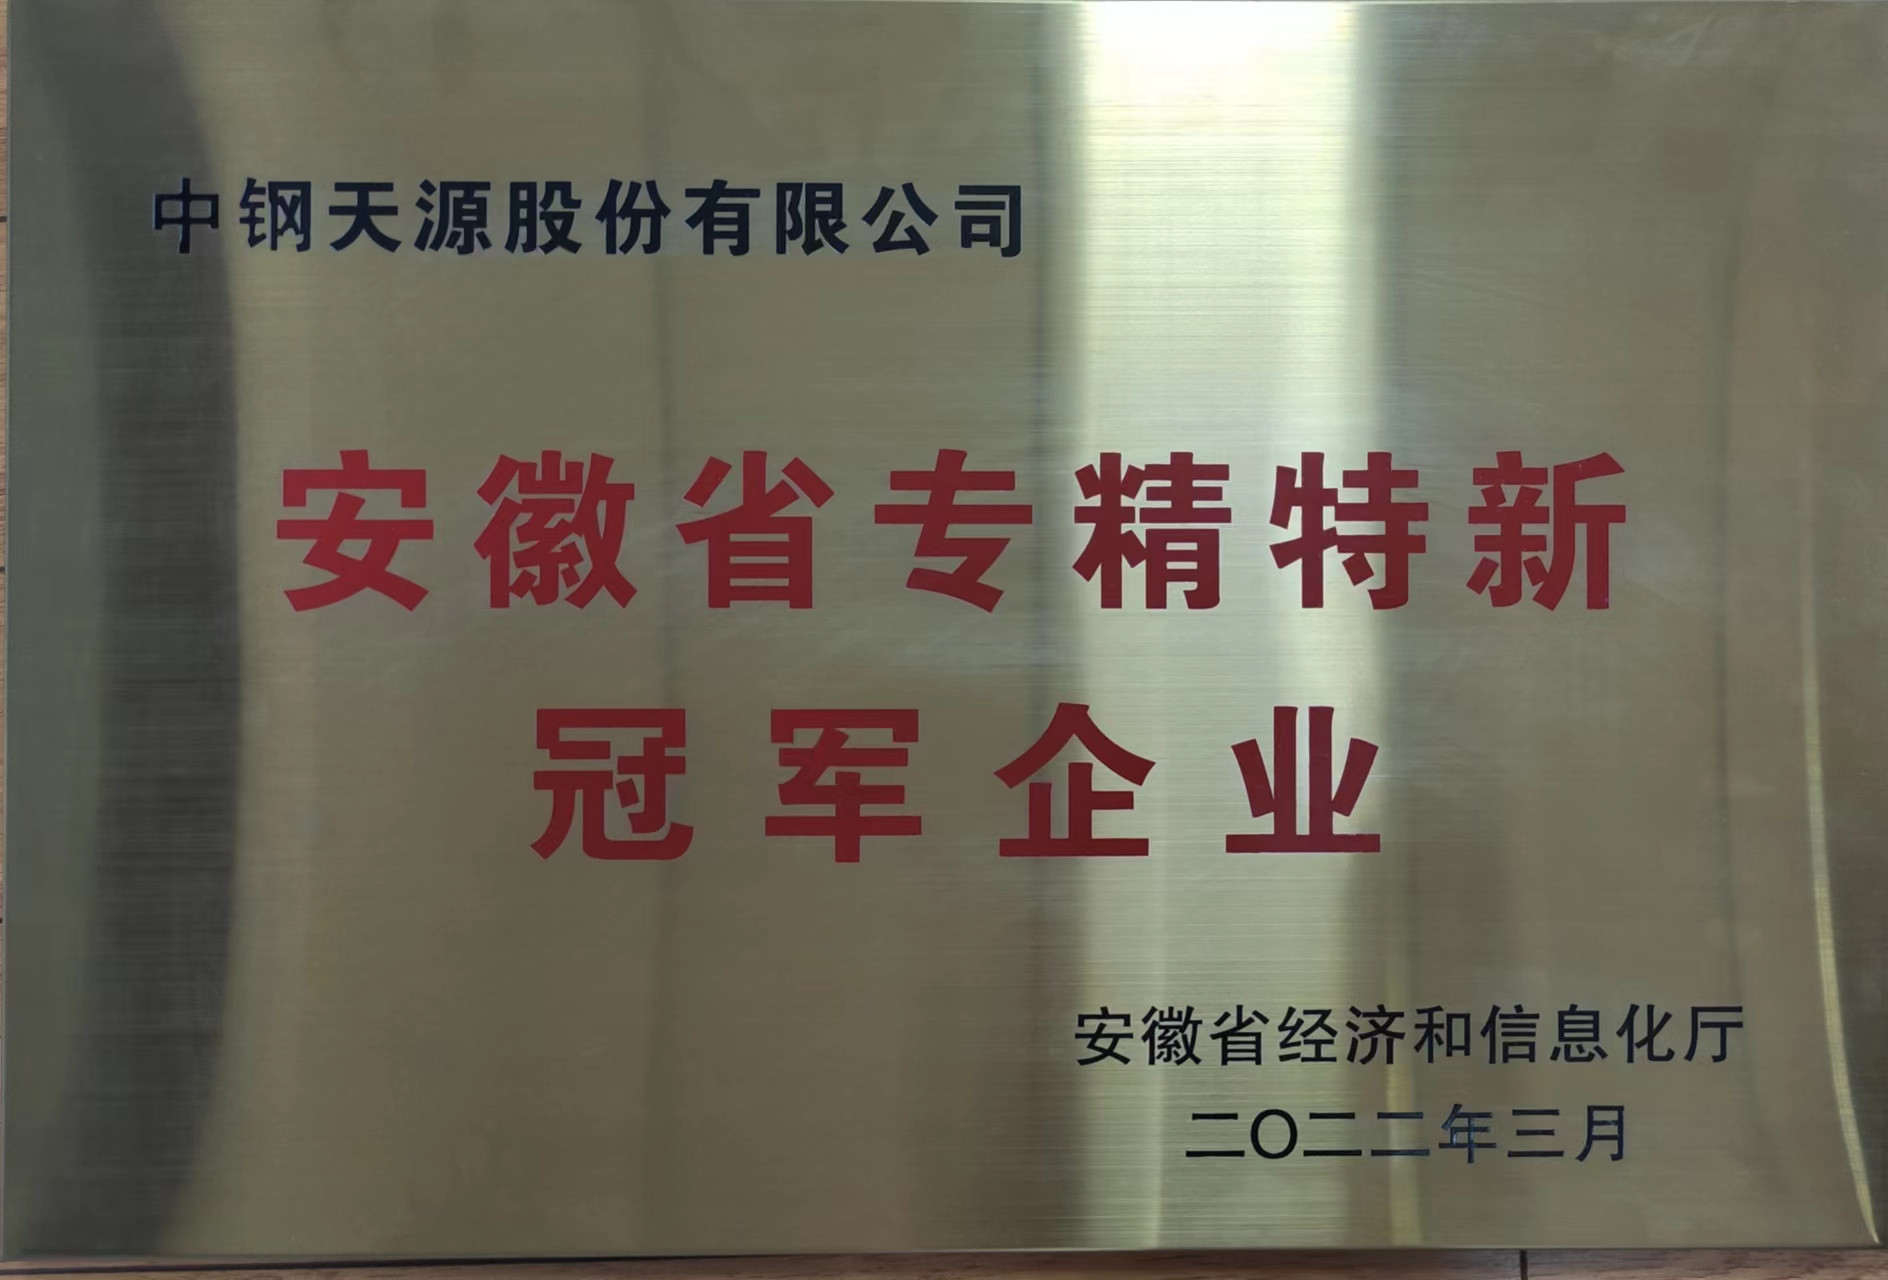 中钢天源股份有限公司
安徽省专精特新
冠军企业
安徽省经济和信息化厅
二〇二二年三月